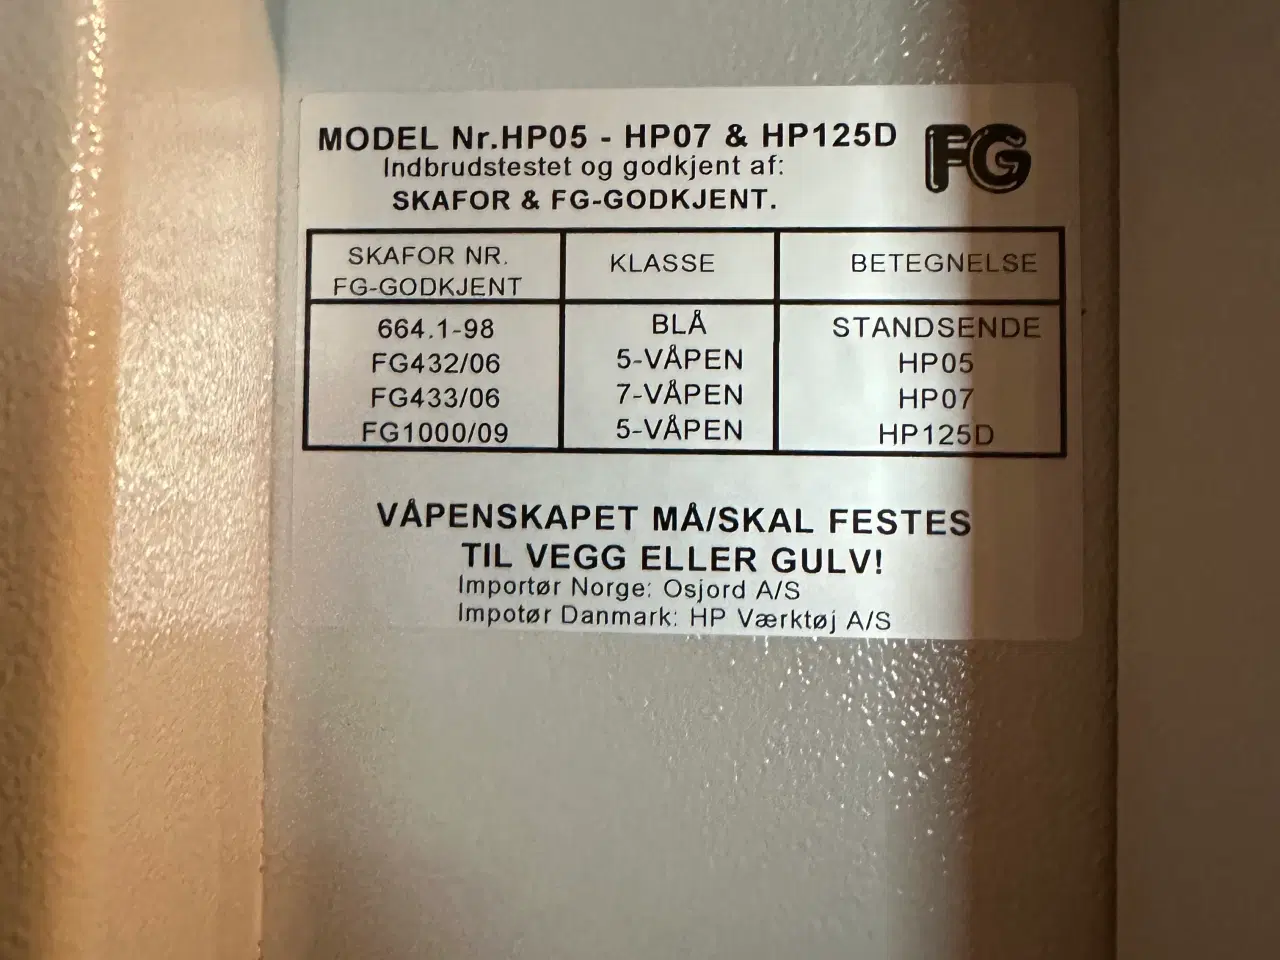 MODEL Nr.HP05 - HP07 & HP125D
FG
Indbrudstestet og godkjent af:
SKAFOR & FG-GODKJENT.
SKAFOR NR. FG-GODKJENT KLASSE BETEGNELSE
664.1-98 BLÅ STANDSENDE
FG432/06 5-VÅPEN HP05
FG433/06 7-VÅPEN HP07
FG1000/09 5-VÅPEN HP125D
VÅPENSKAPET MÅ/SKAL FESTES
TIL VEGG ELLER GULV!
Importør Norge: Osjord A/S
Impotør Danmark: HP Værktøj A/S